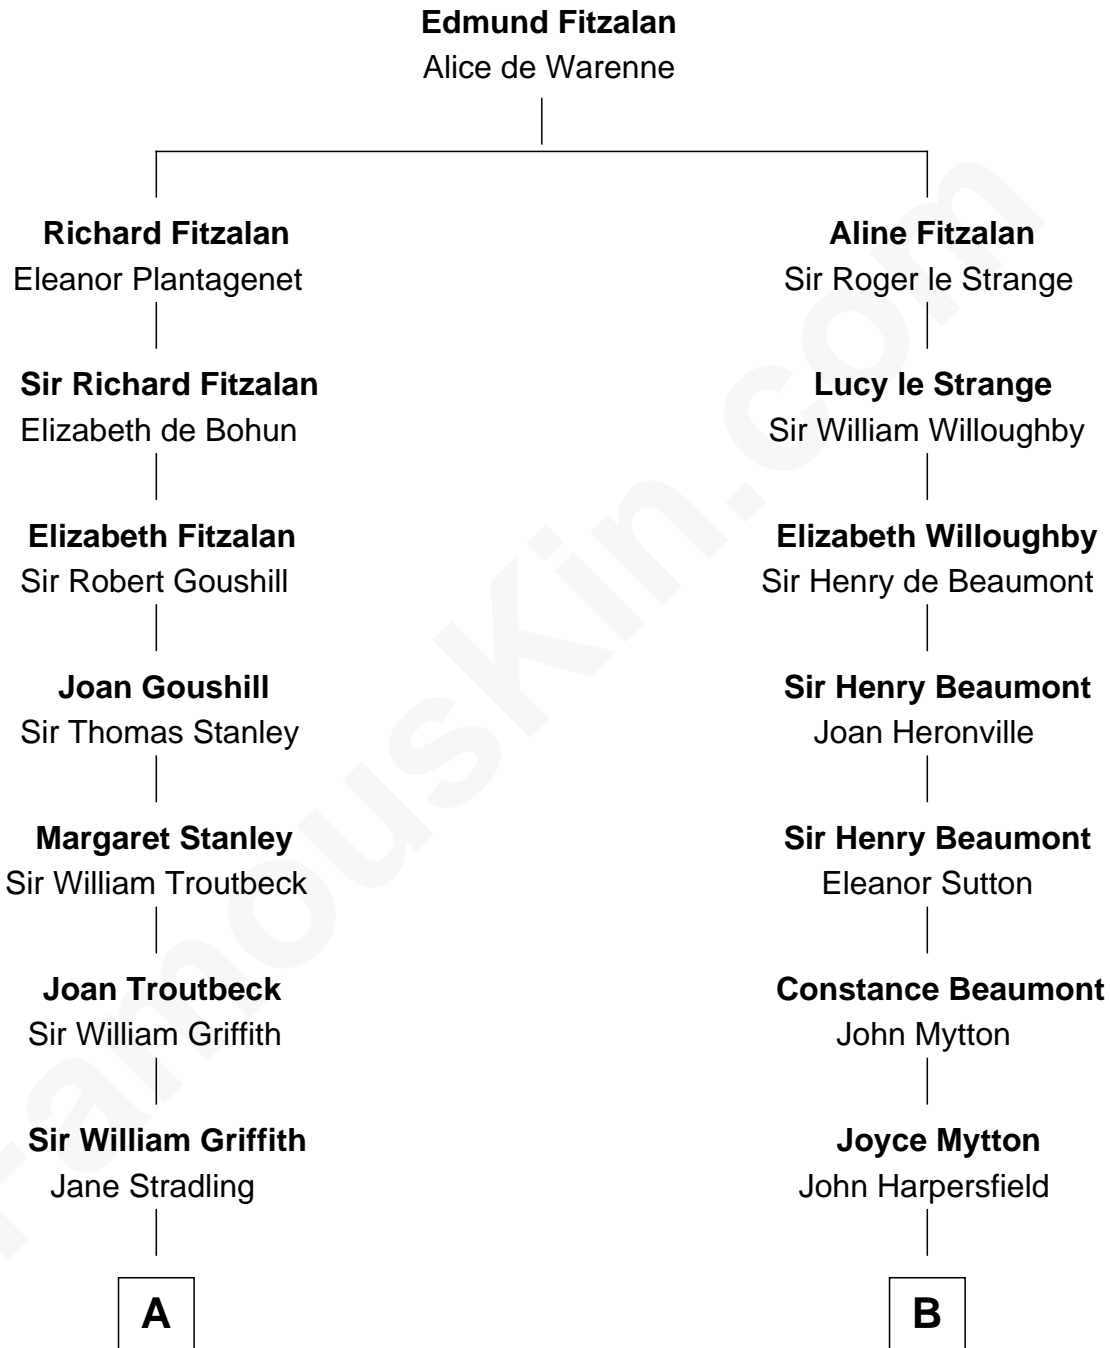 Edmund Fitzalan
Alice de Warenne
Richard Fitzalan
Eleanor Plantagenet
Aline Fitzalan
Sir Roger le Strange
Sir Richard Fitzalan
Elizabeth de Bohun
Lucy le Strange
Sir William Willoughby
Elizabeth Fitzalan
Sir Robert Goushill
Elizabeth Willoughby
Sir Henry de Beaumont
Joan Goushill
Sir Thomas Stanley
Sir Henry Beaumont
Joan Heronville
Margaret Stanley
Sir William Troutbeck
Sir Henry Beaumont
Eleanor Sutton
Joan Troutbeck
Sir William Griffith
Constance Beaumont
John Mytton
Sir William Griffith
Jane Stradling
Joyce Mytton
John Harpersfield
A
B
FamousKin.com